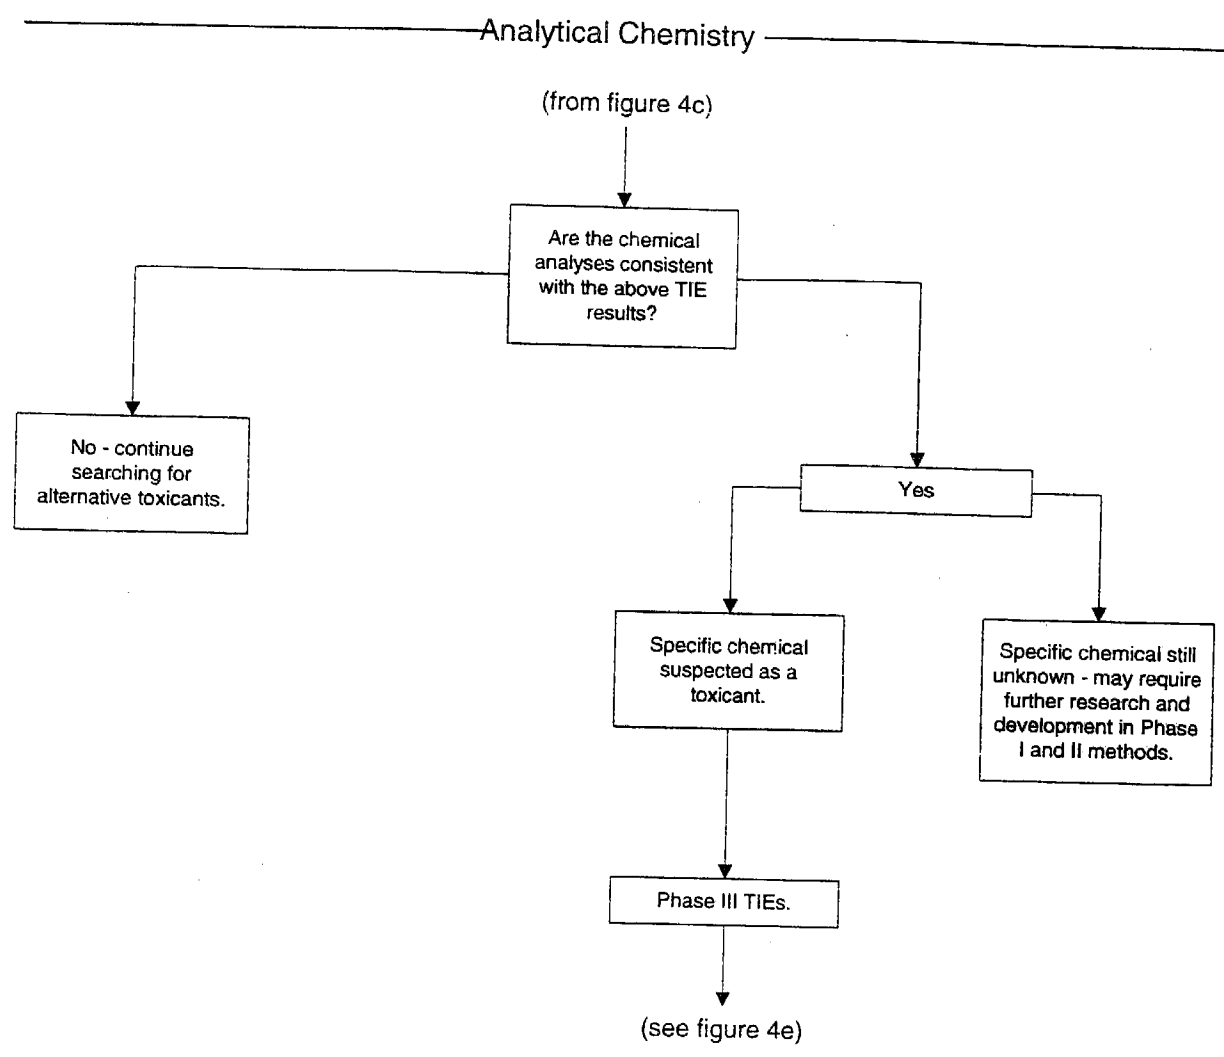 Analytical Chemistry
(from figure 4c)
Are the chemical
analyses consistent
with the above TIE
results?
No - continue
searching for
alternative toxicants.
Yes
Specific chemical
suspected as a
toxicant.
Specific chemical still
unknown - may require
further research and
development in Phase
I and II methods.
Phase III TIEs.
(see figure 4e)